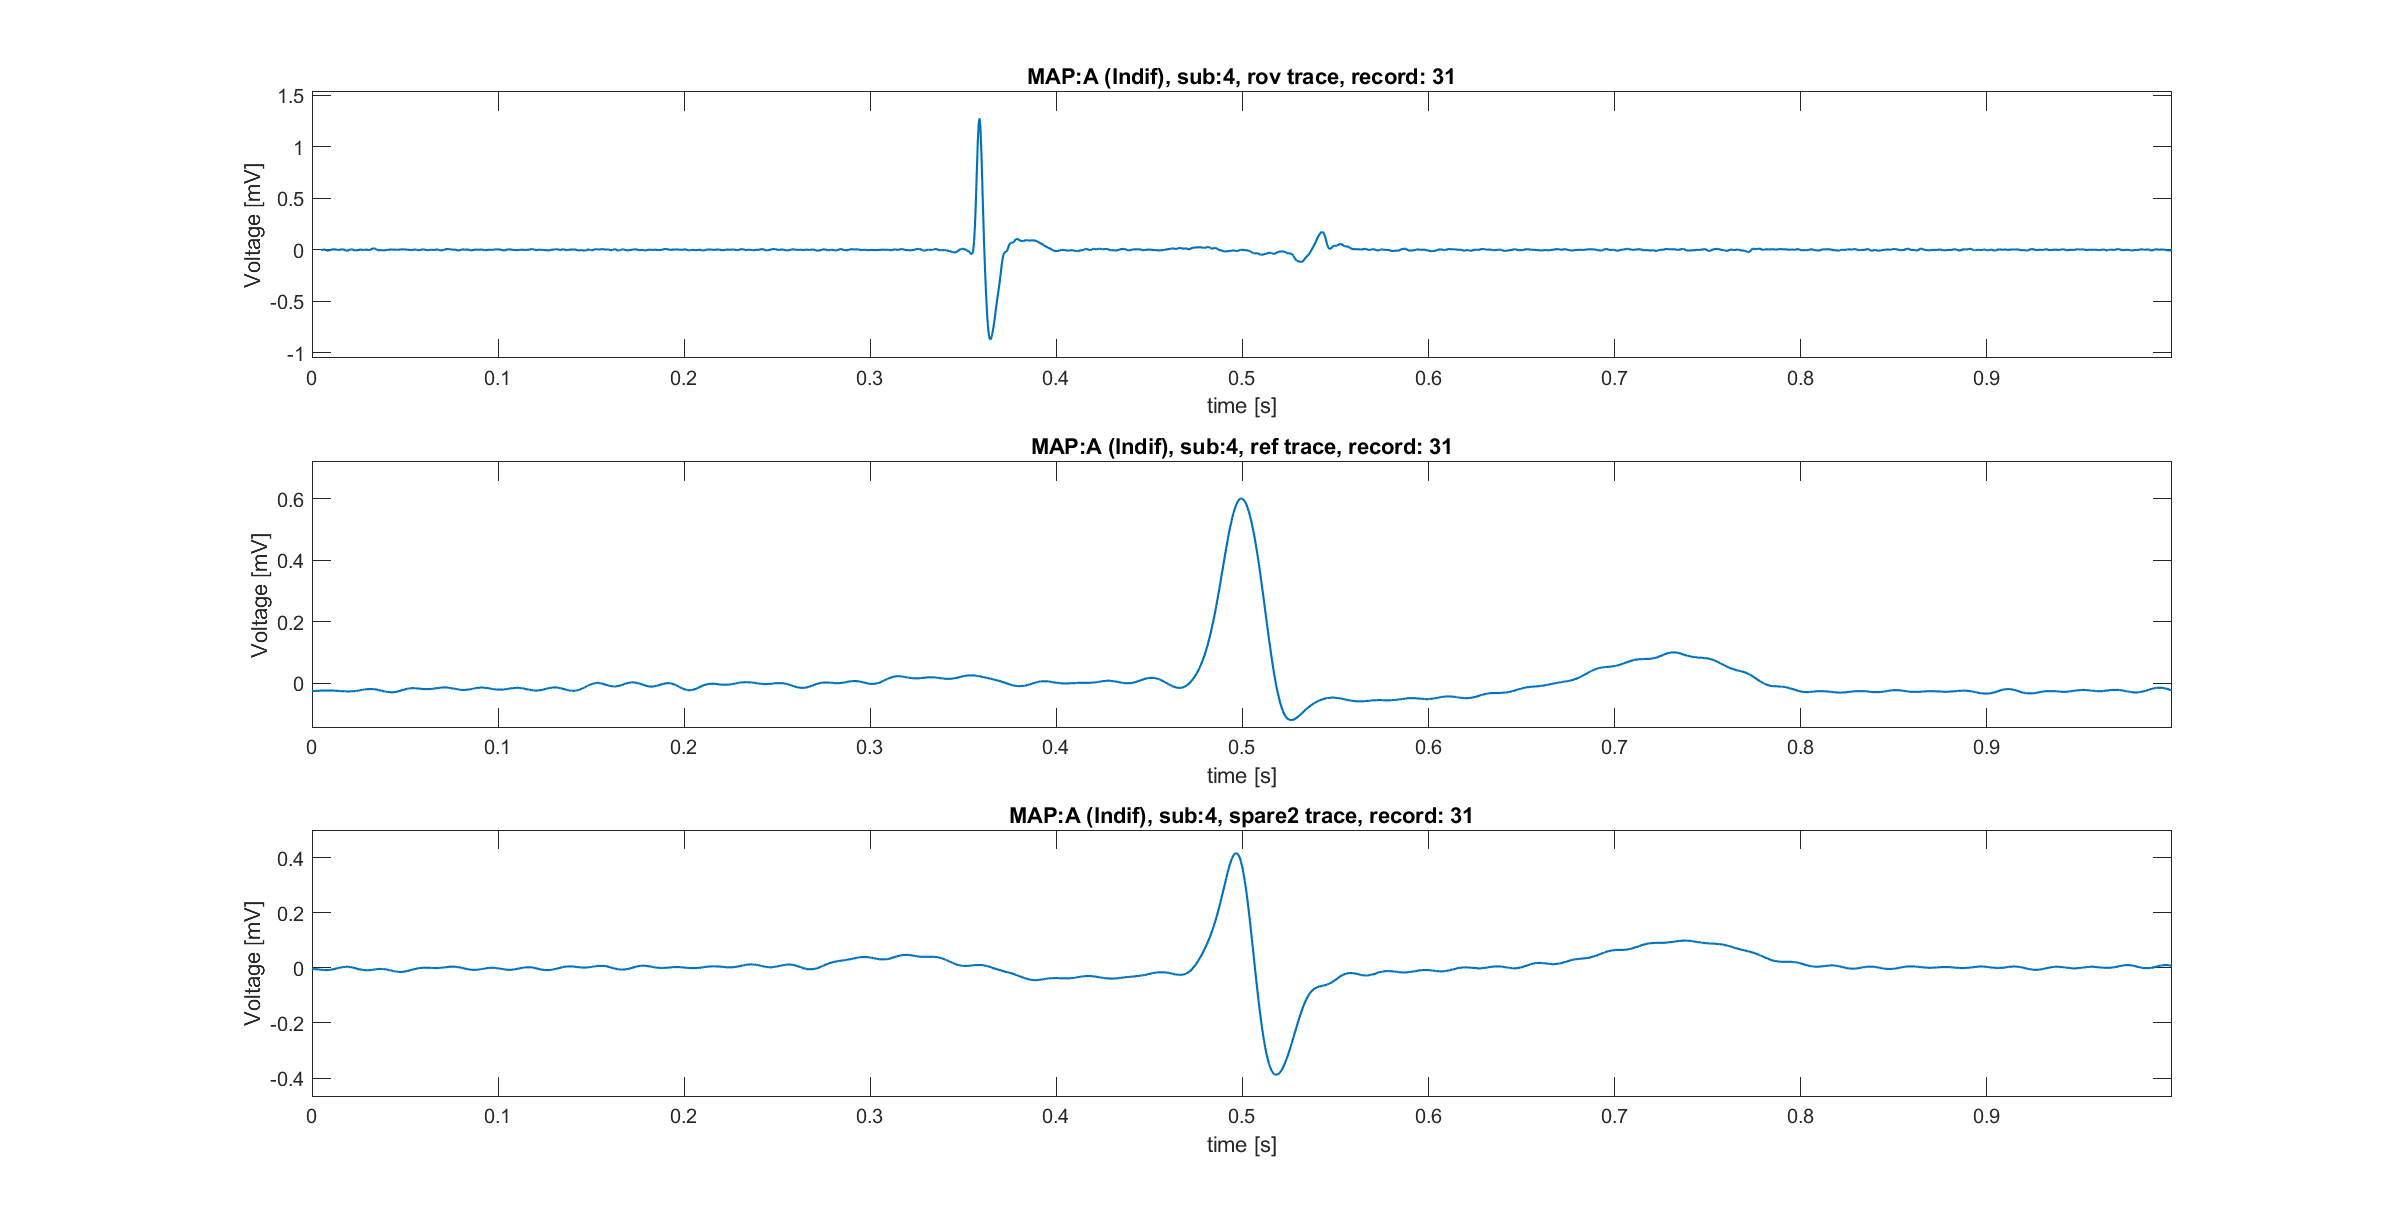 MAP:A (Indif), sub:4, rov trace, record: 31
1.5
1
0.5
0
-0.5
-1
Voltage [mV]
0 0.1 0.2 0.3 0.4 0.5 0.6 0.7 0.8 0.9
time [s]
MAP:A (Indif), sub:4, ref trace, record: 31
0.6
0.4
0.2
0
Voltage [mV]
0 0.1 0.2 0.3 0.4 0.5 0.6 0.7 0.8 0.9
time [s]
MAP:A (Indif), sub:4, spare2 trace, record: 31
0.4
0.2
0
-0.2
-0.4
Voltage [mV]
0 0.1 0.2 0.3 0.4 0.5 0.6 0.7 0.8 0.9
time [s]